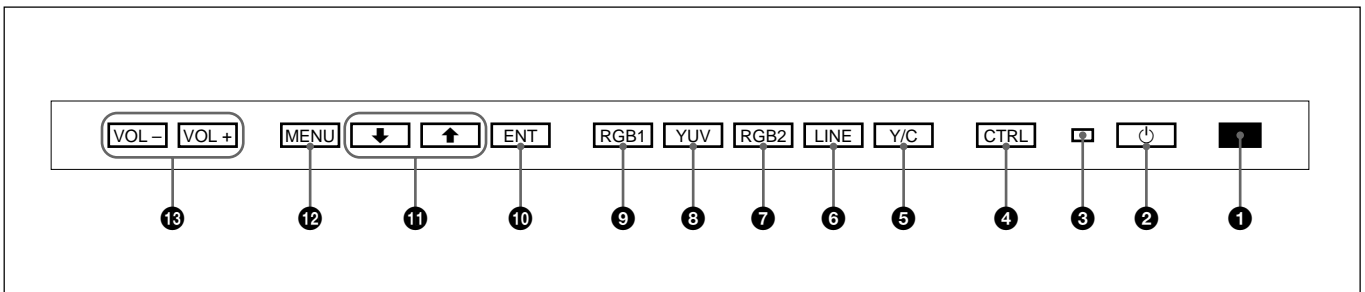 VOL – VOL + MENU ENT RGB1 YUV RGB2 LINE Y/C CTRL
13 12 11 10 9 8 7 6 5 4 3 2 1